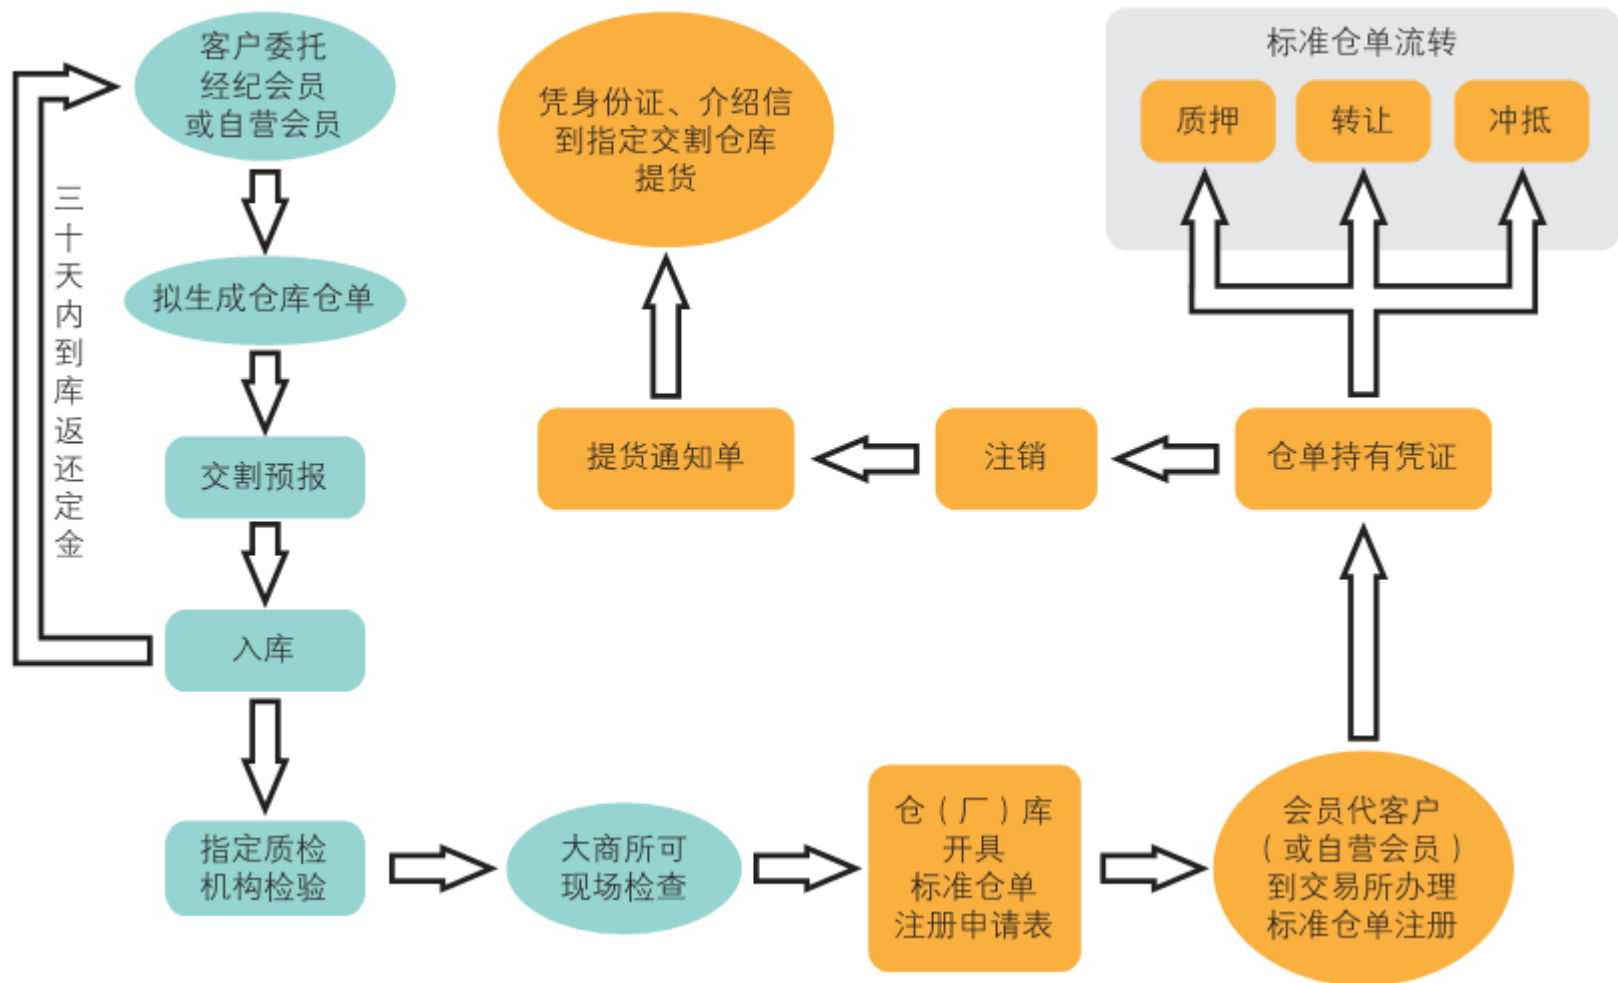 客户委托
经纪会员
或自营会员
三十天内到库返还定金
拟生成仓库仓单
交割预报
入库
指定质检
机构检验
大商所可
现场检查
仓（厂）库
开具
标准仓单
注册申请表
会员代客户
（或自营会员）
到交易所办理
标准仓单注册
仓单持有凭证
标准仓单流转
质押
转让
冲抵
注销
提货通知单
凭身份证、介绍信
到指定交割仓库
提货